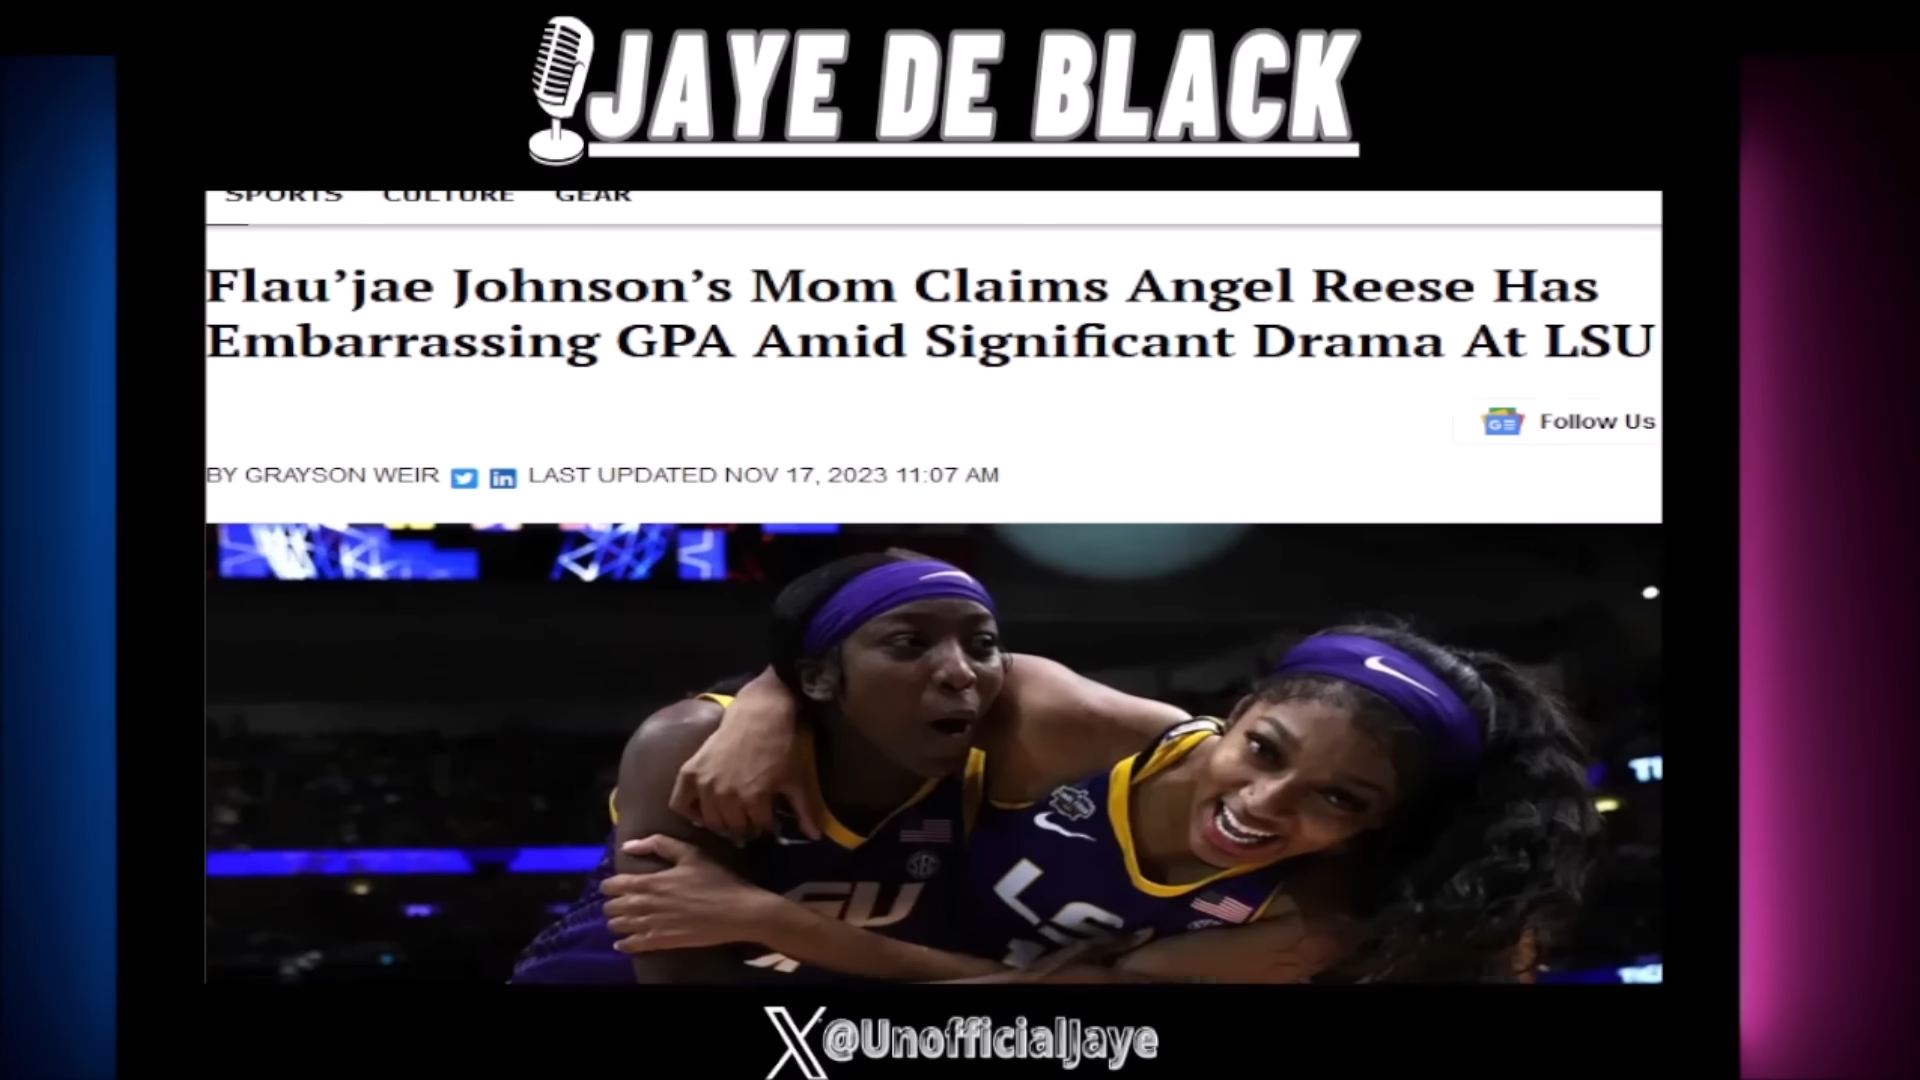 JAYE DE BLACK
SPORTS CULTURE GEAR
Flau’jae Johnson’s Mom Claims Angel Reese Has
Embarrassing GPA Amid Significant Drama At LSU
Follow Us
BY GRAYSON WEIR LAST UPDATED NOV 17, 2023 11:07 AM
X@UnofficialJaye